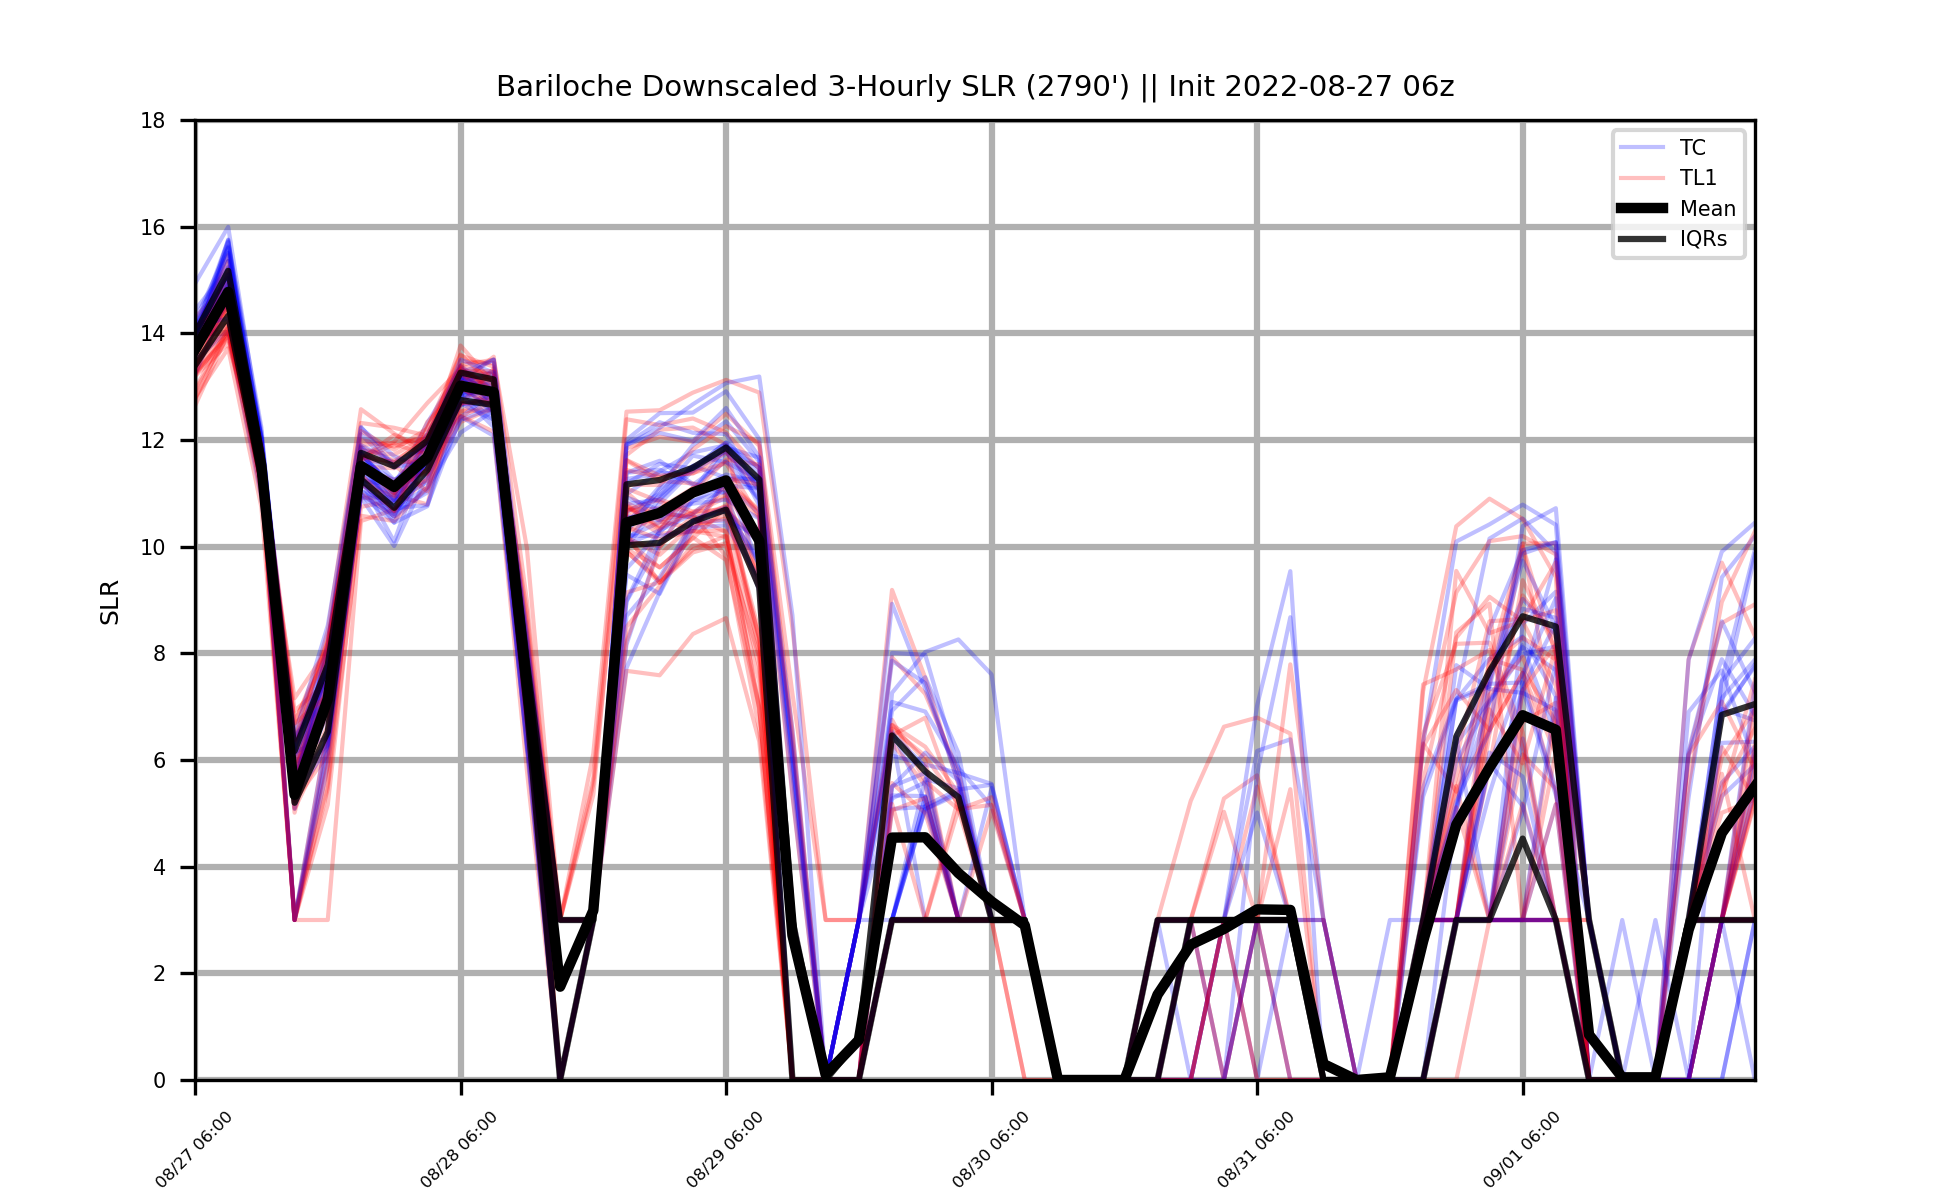 Bariloche Downscaled 3-Hourly SLR (2790') || Init 2022-08-27 06z
TC
TL1
Mean
IQRs
SLR
18
16
14
12
10
8
6
4
2
0
08/27 06:00
08/28 06:00
08/29 06:00
08/30 06:00
08/31 06:00
09/01 06:00